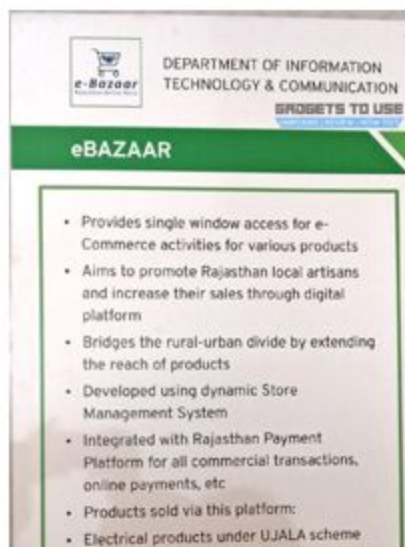 e-Bazaar
DEPARTMENT OF INFORMATION
TECHNOLOGY & COMMUNICATION
GADGETS TO USE
eBAZAAR
• Provides single window access for e-
Commerce activities for various products
• Aims to promote Rajasthan local artisans
and increase their sales through digital
platform
• Bridges the rural-urban divide by extending
the reach of products
• Developed using dynamic Store
Management System
• Integrated with Rajasthan Payment
Platform for all commercial transactions,
online payments, etc
• Products sold via this platform:
• Electrical products under UJALA scheme